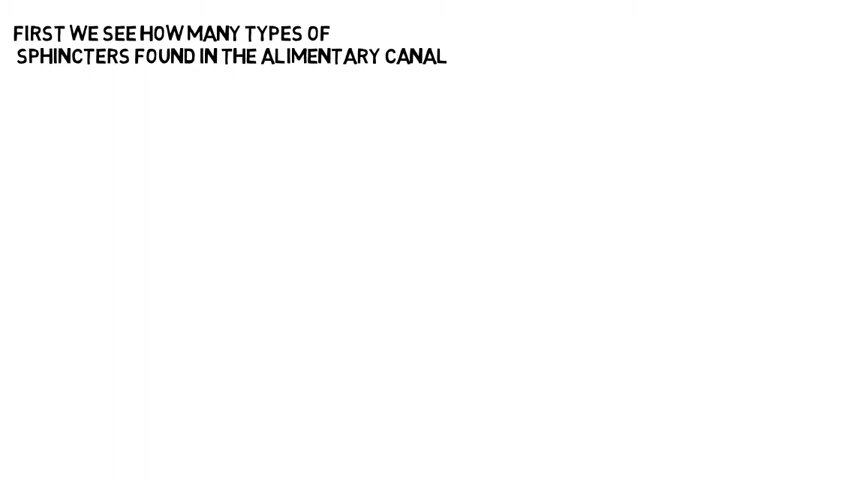 FIRST WE SEE HOW MANY TYPES OF
SPHINCTERS FOUND IN THE ALIMENTARY CANAL